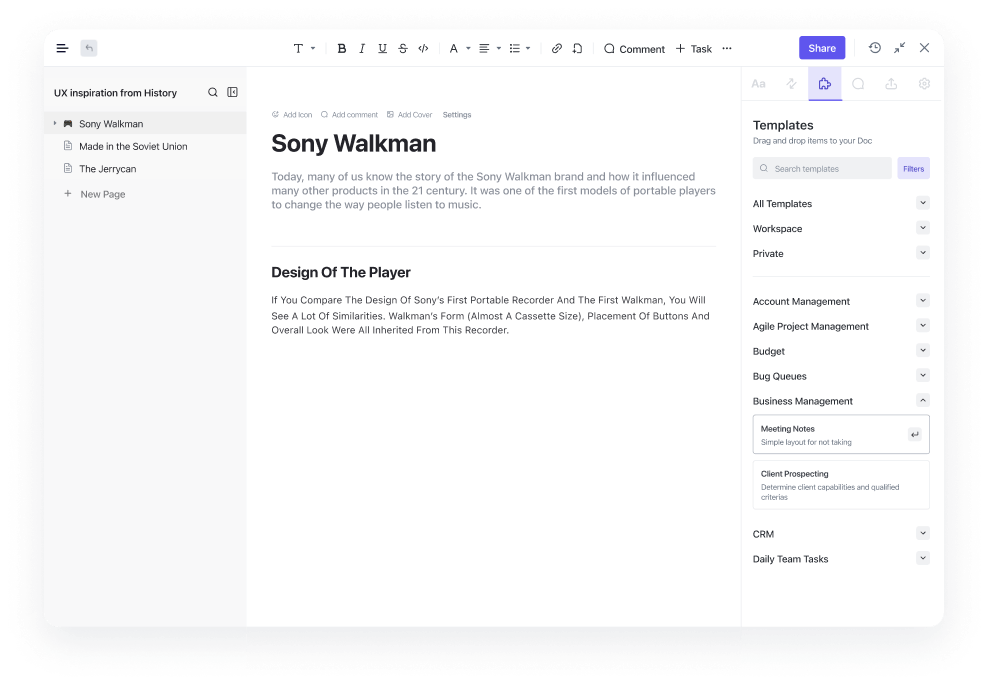 T B I U S </> A Comment + Task ... Share
UX inspiration from History
Sony Walkman
Made in the Soviet Union
The Jerrycan
+ New Page
Add Icon Add comment Add Cover Settings
Sony Walkman
Today, many of us know the story of the Sony Walkman brand and how it influenced
many other products in the 21 century. It was one of the first models of portable players
to change the way people listen to music.
Design Of The Player
If You Compare The Design Of Sony's First Portable Recorder And The First Walkman, You Will
See A Lot Of Similarities. Walkman's Form (Almost A Cassette Size), Placement Of Buttons And
Overall Look Were All Inherited From This Recorder.
Aa
Templates
Drag and drop items to your Doc
Search templates Filters
All Templates
Workspace
Private
Account Management
Agile Project Management
Budget
Bug Queues
Business Management
Meeting Notes
Simple layout for not taking
Client Prospecting
Determine client capabilities and qualified
criterias
CRM
Daily Team Tasks